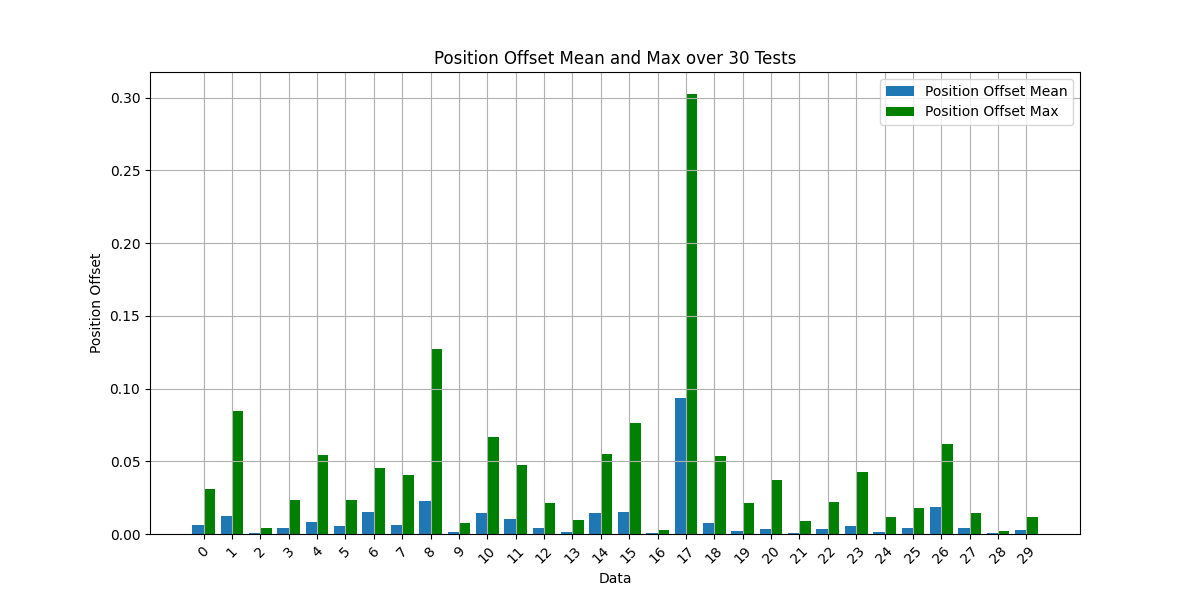 Position Offset Mean and Max over 30 Tests
Position Offset Mean
Position Offset Max
0.30
0.25
0.20
0.15
0.10
0.05
0.00
Position Offset
0 1 2 3 4 5 6 7 8 9 10 11 12 13 14 15 16 17 18 19 20 21 22 23 24 25 26 27 28 29
Data